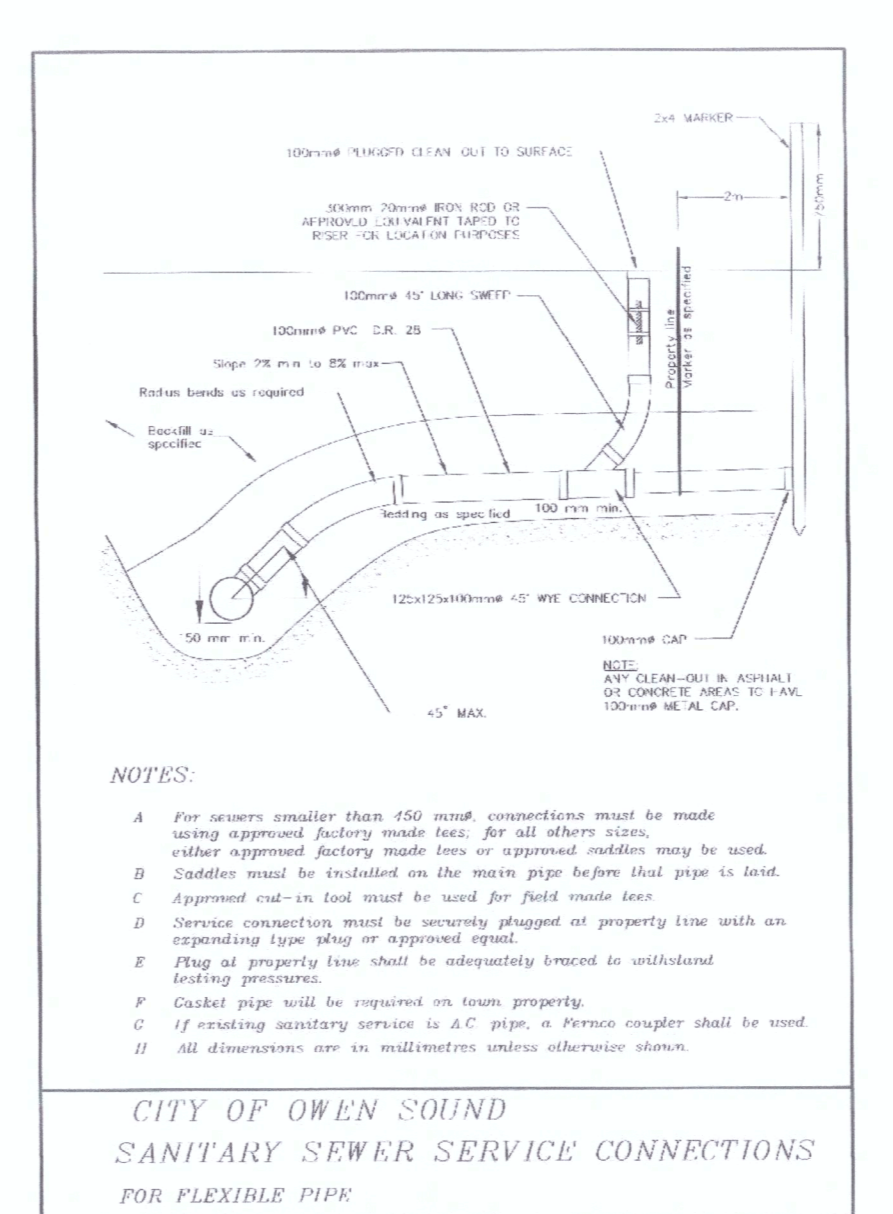 2x4 MARKER
100mmø PLUGGED CLEAN OUT TO SURFACE
750mm
2m
300mm 20mmø IRON ROD OR
APPROVED EQUIVALENT TAPED TO
RISER FOR LOCATION PURPOSES
100mmø 45° LONG SWEEP
Property line
Marker as specified
100mmø PVC D.R. 28
Slope 2% min to 8% max
Radius bends as required
Backfill as
specified
Bedding as specified
100 mm min.
125x125x100mmø 45° WYE CONNECTION
150 mm min.
100mmø CAP
NOTE:
ANY CLEAN-OUT IN ASPHALT
OR CONCRETE AREAS TO HAVE
100mmø METAL CAP.
45° MAX.
NOTES:
A For sewers smaller than 450 mmø, connections must be made
using approved factory made tees; for all others sizes,
either approved factory made tees or approved saddles may be used.
B Saddles must be installed on the main pipe before that pipe is laid.
C Approved cut-in tool must be used for field made tees.
D Service connection must be securely plugged at property line with an
expanding type plug or approved equal.
E Plug at property line shall be adequately braced to withstand
testing pressures.
F Gasket pipe will be required on town property.
G If existing sanitary service is A.C. pipe, a Fernco coupler shall be used.
H All dimensions are in millimetres unless otherwise shown.
CITY OF OWEN SOUND
SANITARY SEWER SERVICE CONNECTIONS
FOR FLEXIBLE PIPE